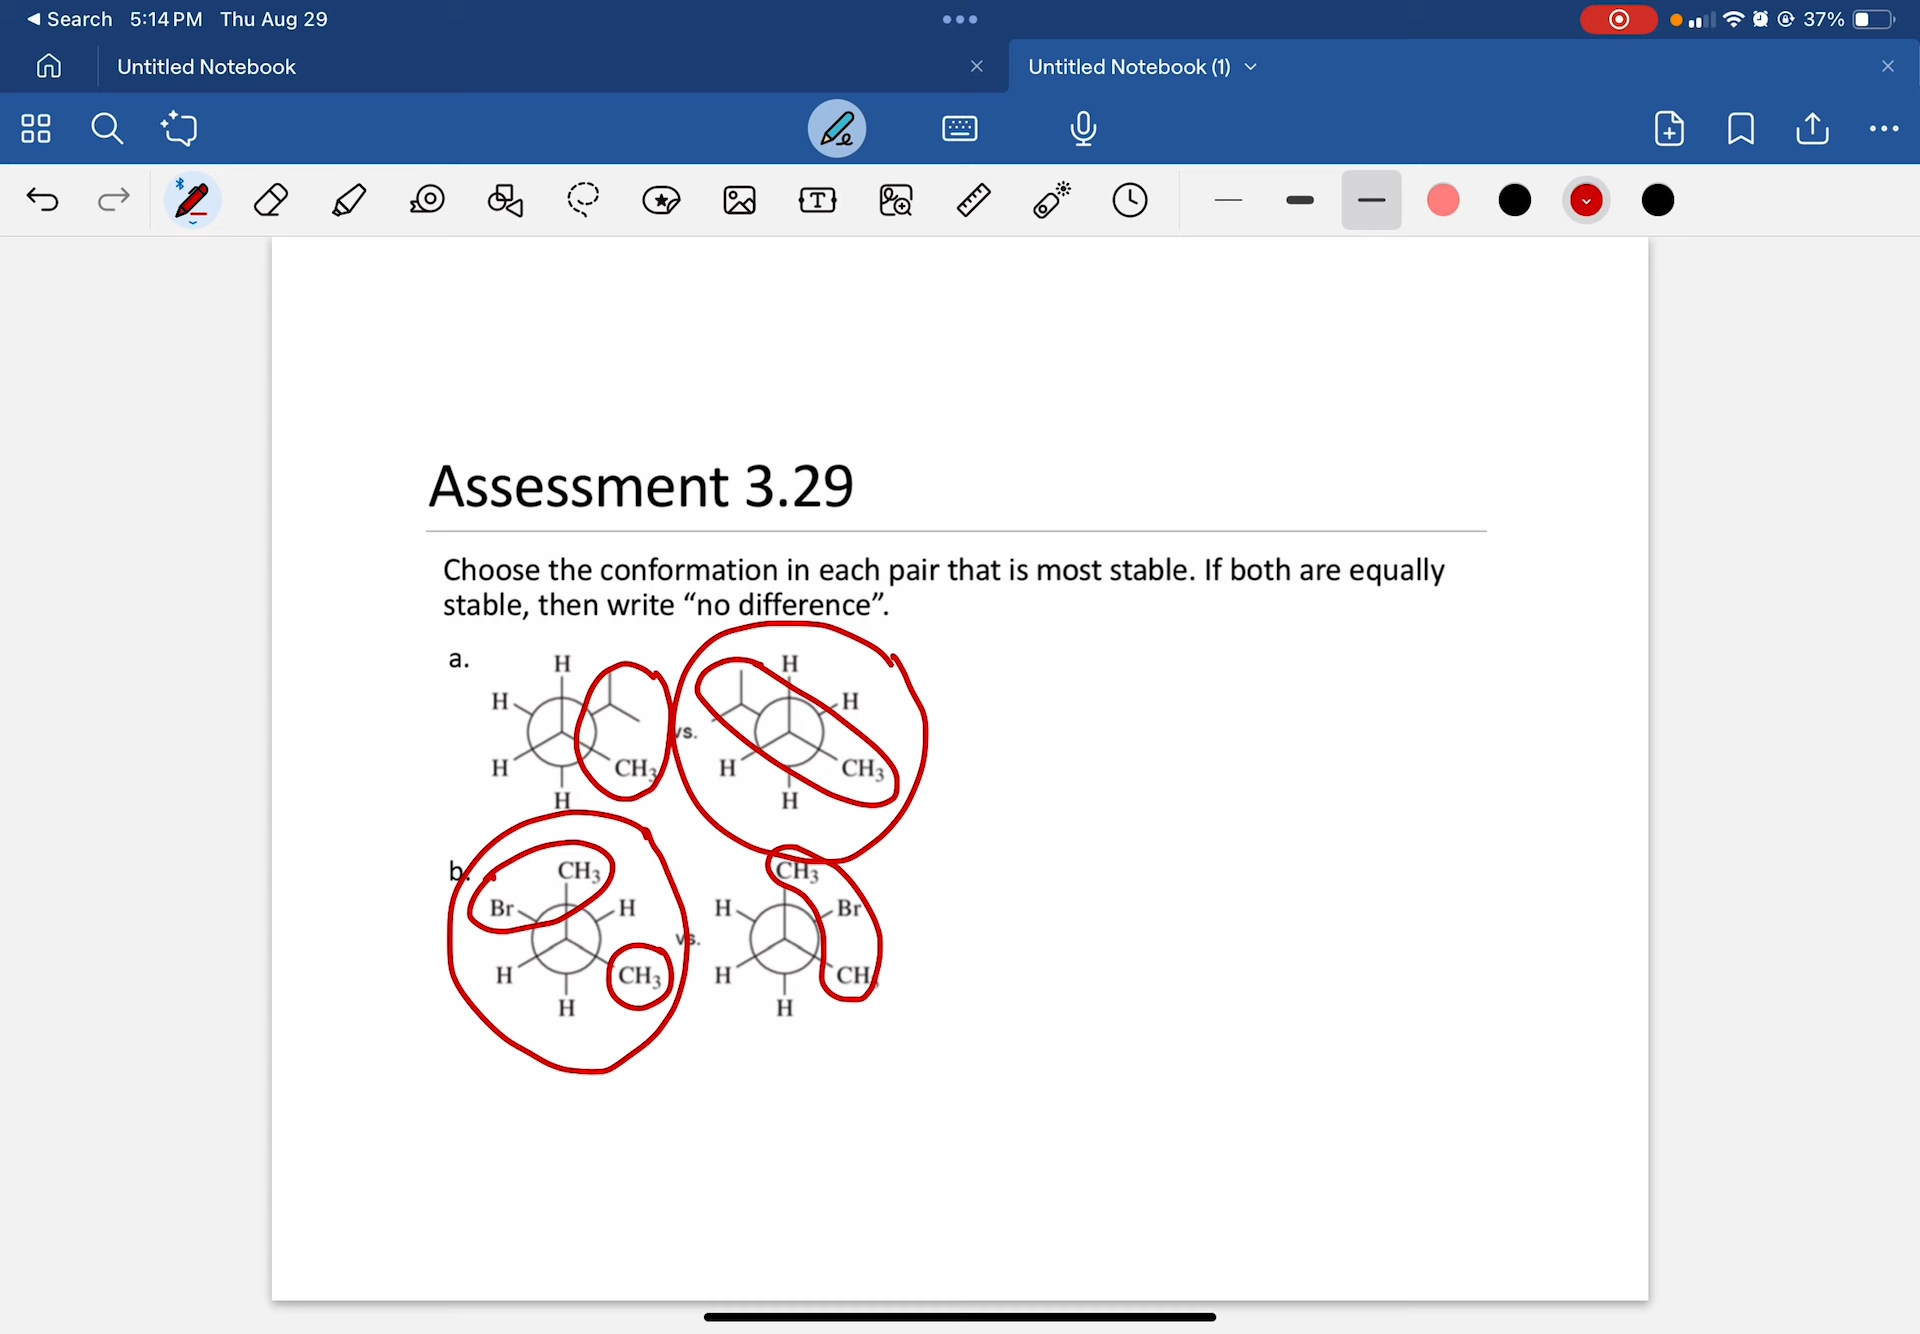 Search 5:14 PM Thu Aug 29
37%
Untitled Notebook
Untitled Notebook (1)
Assessment 3.29
Choose the conformation in each pair that is most stable. If both are equally
stable, then write “no difference”.
a.
H
H
H
CH3
H
vs.
H
H
H
CH3
H
b.
CH3
Br
H
H
CH3
H
vs.
CH3
H
Br
H
CH
H